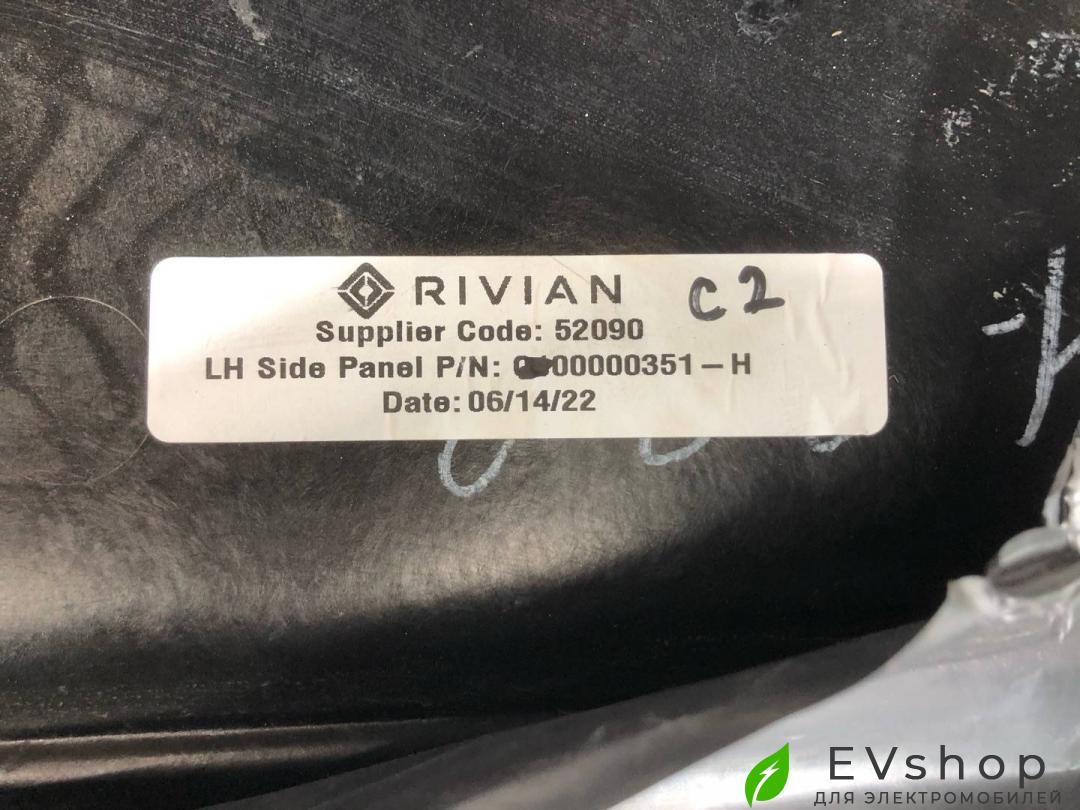 RIVIAN C2
Supplier Code: 52090
LH Side Panel P/N:
Date: 06/14/22
EVshop
ДЛЯ ЭЛЕКТРОМОБИЛЕЙ